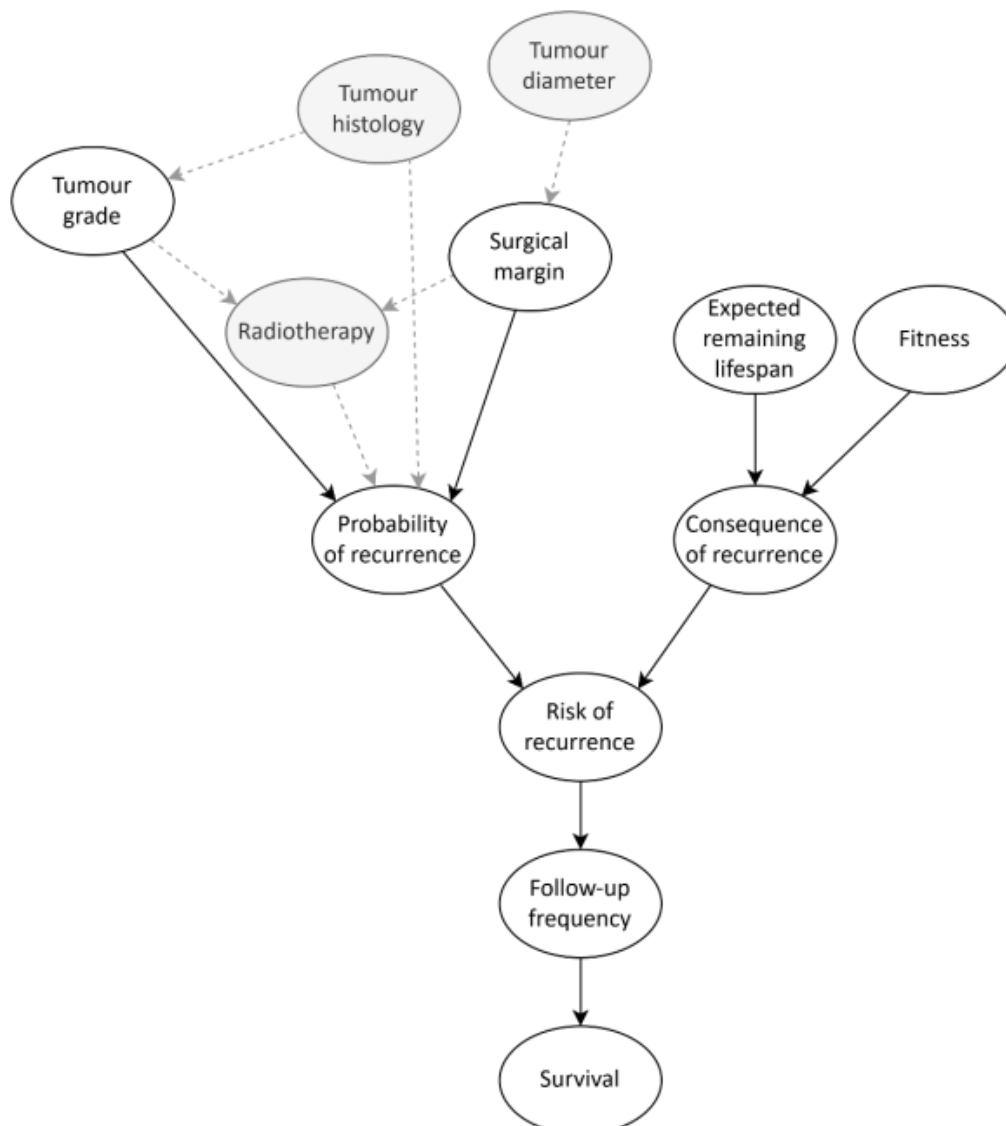 Tumour
diameter
Tumour
histology
Tumour
grade
Surgical
margin
Radiotherapy
Expected
remaining
lifespan
Fitness
Probability
of recurrence
Consequence
of recurrence
Risk of
recurrence
Follow-up
frequency
Survival